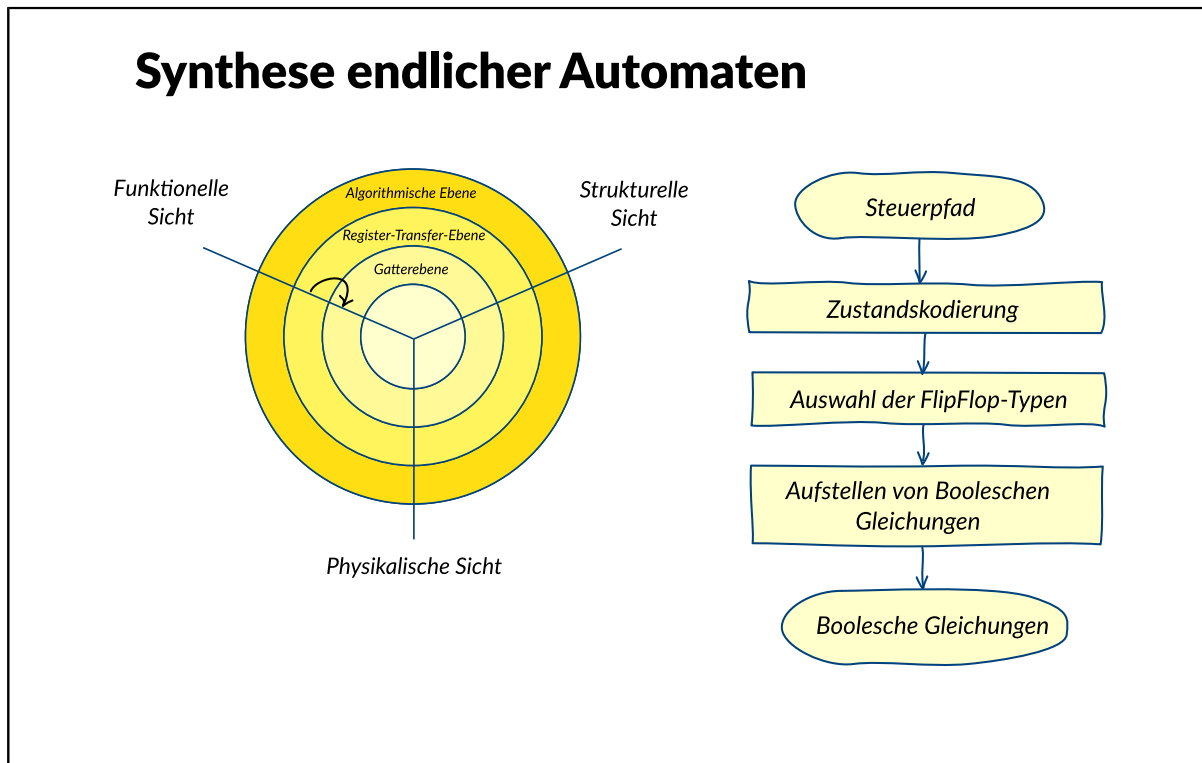 Synthese endlicher Automaten
Funktionelle
Sicht
Algorithmische Ebene
Register-Transfer-Ebene
Gatterebene
Strukturelle
Sicht
Physikalische Sicht
Steuerpfad
Zustandskodierung
Auswahl der FlipFlop-Typen
Aufstellen von Booleschen
Gleichungen
Boolesche Gleichungen